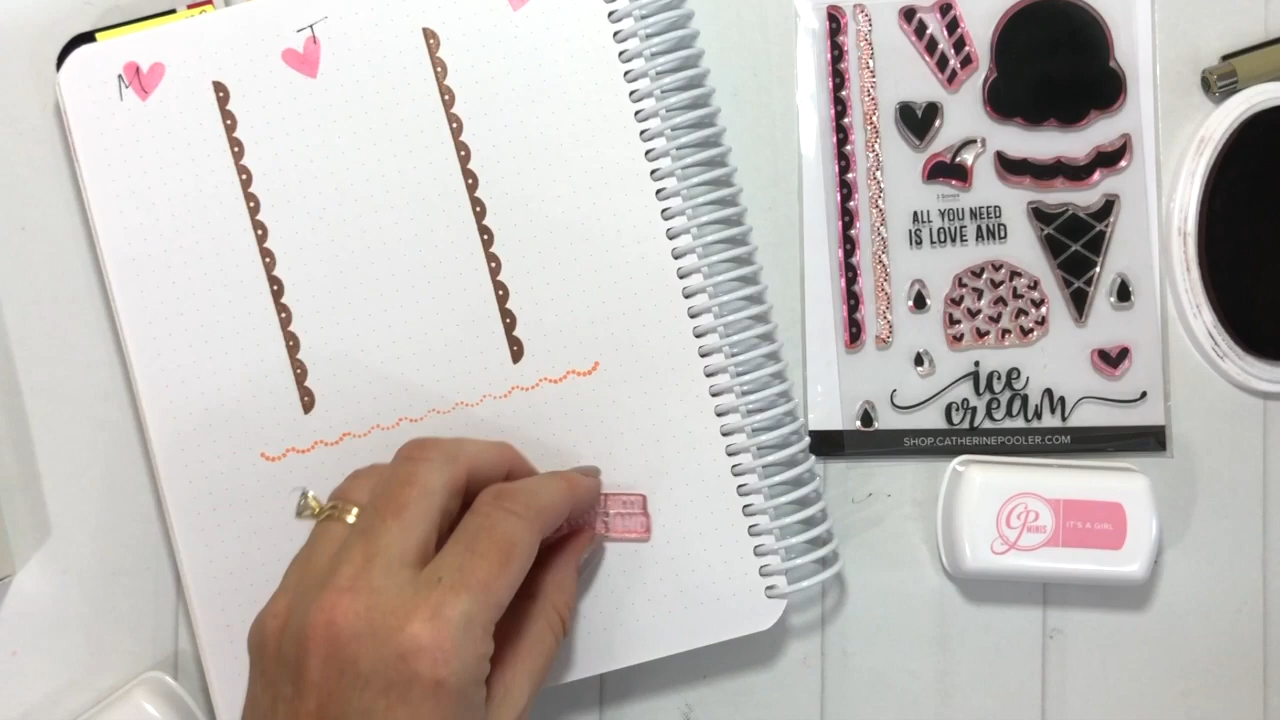 M
T
ALL YOU NEED
IS LOVE AND
ice
cream
SHOP.CATHERINEPOOLER.COM
CP
MINIS
IT'S A GIRL